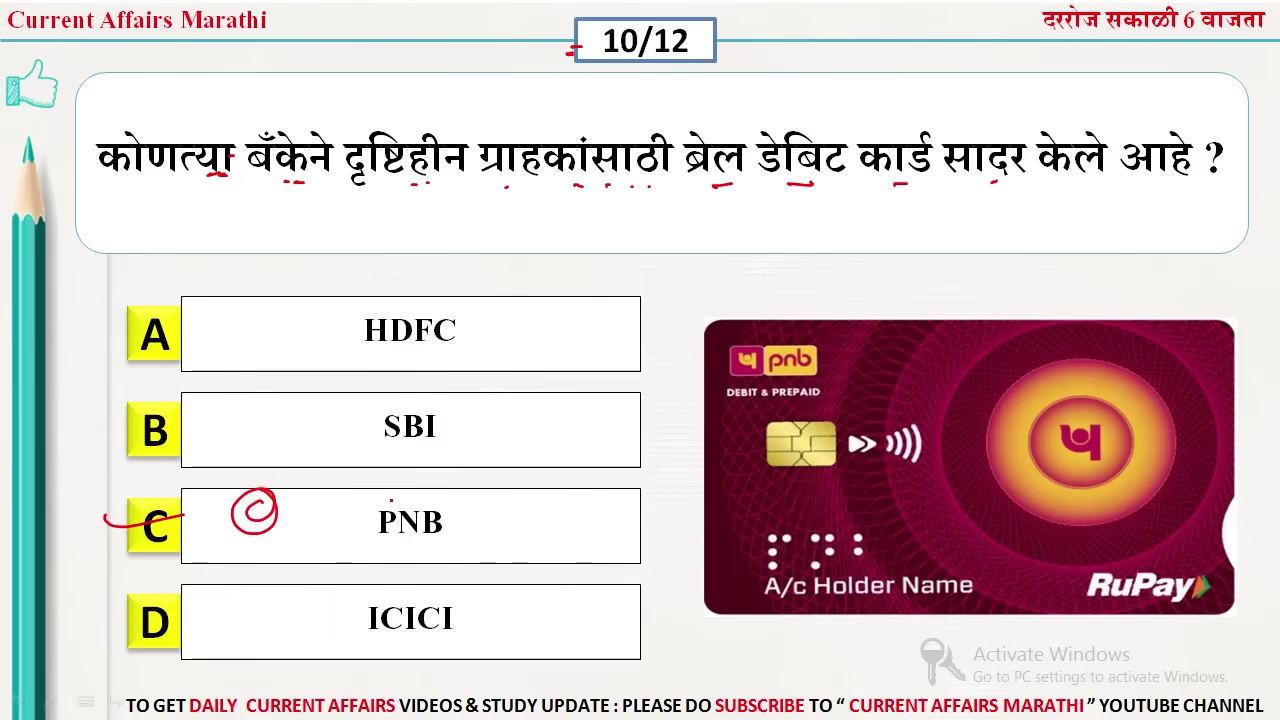 Current Affairs Marathi
दररोज सकाळी 6 वाजता
10/12
कोणत्या बँकेने दृष्टिहीन ग्राहकांसाठी ब्रेल डेबिट कार्ड सादर केले आहे ?
A
HDFC
B
SBI
C
PNB
D
ICICI
pnb
DEBIT & PREPAID
A/c Holder Name
RuPay
Activate Windows
Go to PC settings to activate Windows.
TO GET DAILY CURRENT AFFAIRS VIDEOS & STUDY UPDATE : PLEASE DO SUBSCRIBE TO “ CURRENT AFFAIRS MARATHI ” YOUTUBE CHANNEL